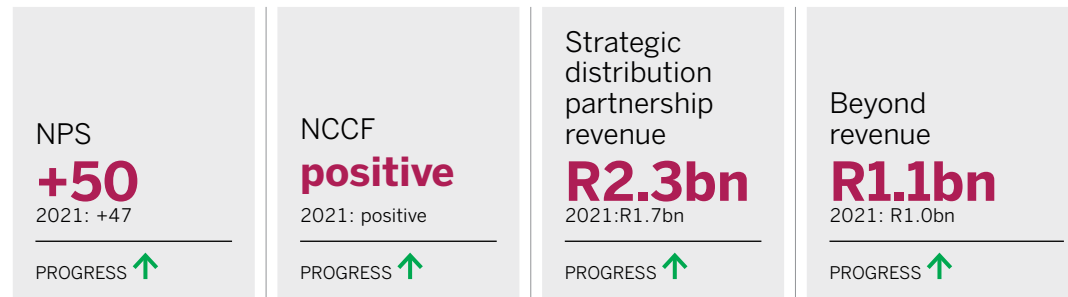 NPS
+50
2021: +47
PROGRESS
NCCF
positive
2021: positive
PROGRESS
Strategic
distribution
partnership
revenue
R2.3bn
2021:R1.7bn
PROGRESS
Beyond
revenue
R1.1bn
2021: R1.0bn
PROGRESS